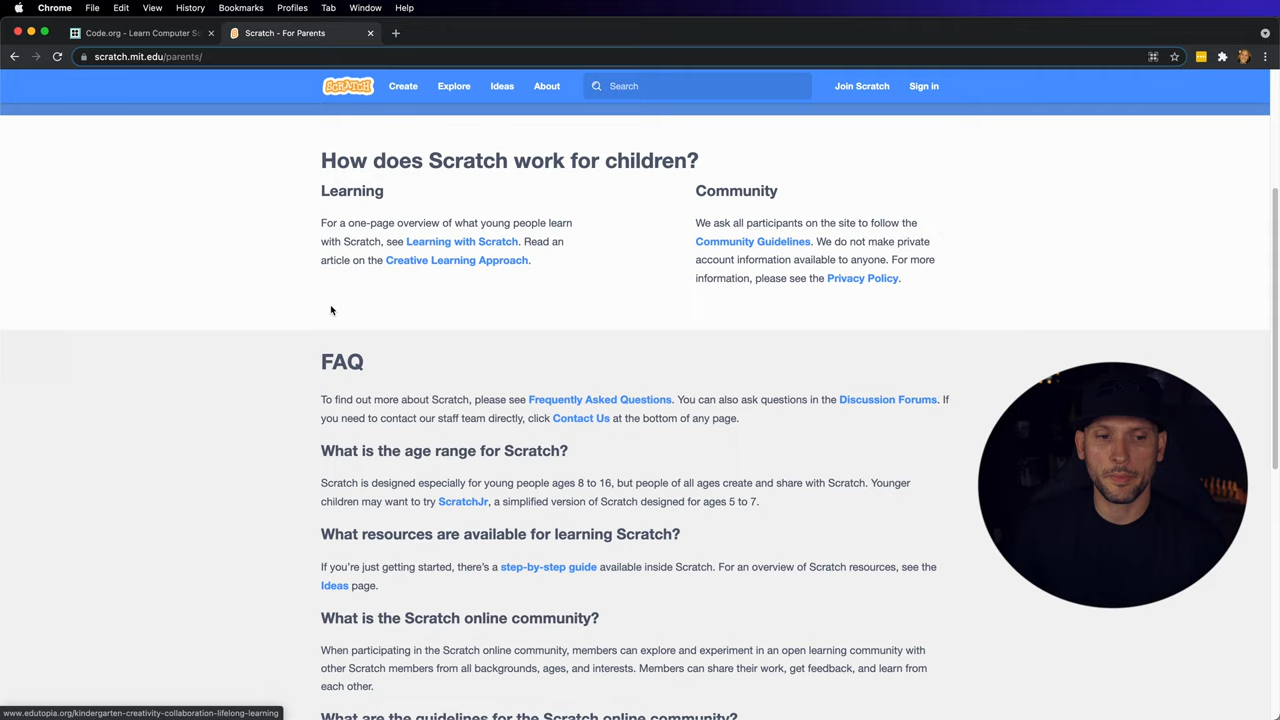 Chrome File Edit View History Bookmarks Profiles Tab Window Help
Code.org - Learn Computer S
Scratch - For Parents
scratch.mit.edu/parents/
SCRATCH Create Explore Ideas About Search Join Scratch Sign in
How does Scratch work for children?
Learning
For a one-page overview of what young people learn
with Scratch, see Learning with Scratch. Read an
article on the Creative Learning Approach.
Community
We ask all participants on the site to follow the
Community Guidelines. We do not make private
account information available to anyone. For more
information, please see the Privacy Policy.
FAQ
To find out more about Scratch, please see Frequently Asked Questions. You can also ask questions in the Discussion Forums. If
you need to contact our staff team directly, click Contact Us at the bottom of any page.
What is the age range for Scratch?
Scratch is designed especially for young people ages 8 to 16, but people of all ages create and share with Scratch. Younger
children may want to try ScratchJr, a simplified version of Scratch designed for ages 5 to 7.
What resources are available for learning Scratch?
If you're just getting started, there's a step-by-step guide available inside Scratch. For an overview of Scratch resources, see the
Ideas page.
What is the Scratch online community?
When participating in the Scratch online community, members can explore and experiment in an open learning community with
other Scratch members from all backgrounds, ages, and interests. Members can share their work, get feedback, and learn from
each other.
www.edutopia.org/kindergarten-creativity-collaboration-lifelong-learning
What are the guidelines for the Scratch online community?